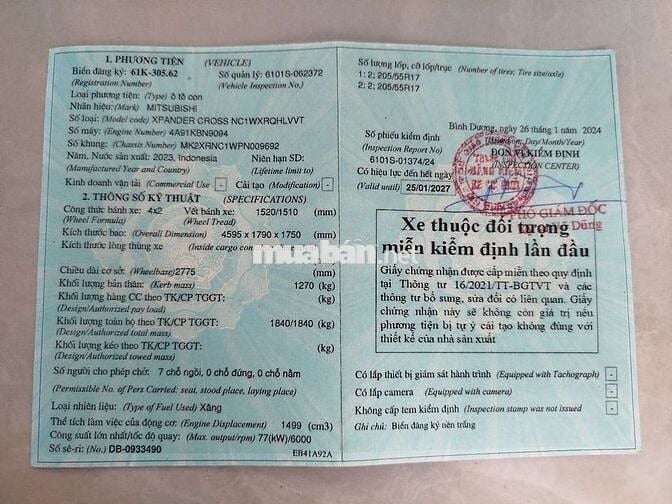 1. PHƯƠNG TIỆN (VEHICLE)
Biển đăng ký: 61K-305.62 Số quản lý: 6101S-062372
(Registration Number) (Vehicle Inspection No.)
Loại phương tiện: (Type) ô tô con
Nhãn hiệu: (Mark) MITSUBISHI
Số loại: (Model code) XPANDER CROSS NC1WXRQHLVVT
Số máy: (Engine Number) 4A91KBN9094
Số khung: (Chassis Number) MK2XRNC1WPN009692
Năm, Nước sản xuất: 2023, Indonesia Niên hạn SD:
(Manufactured Year and Country) (Lifetime limit to)
Kinh doanh vận tải (Commercial Use) - Cải tạo (Modification) -
2. THÔNG SỐ KỸ THUẬT (SPECIFICATIONS)
Công thức bánh xe: 4x2 Vết bánh xe: 1520/1510 (mm)
(Wheel Formula) (Wheel Tread)
Kích thước bao: (Overall Dimension) 4595 x 1790 x 1750 (mm)
Kích thước lòng thùng xe (Inside cargo (mm)
muaban.net
Chiều dài cơ sở: (Wheelbase) 2775 (mm)
Khối lượng bản thân: (Kerb mass) 1270 (kg)
Khối lượng hàng CC theo TK/CP TGGT: (kg)
(Design/Authorized pay load)
Khối lượng toàn bộ theo TK/CP TGGT: 1840/1840 (kg)
(Design/Authorized total mass)
Khối lượng kéo theo TK/CP TGGT: (kg)
(Design/Authorized towed mass)
Số người cho phép chở: 7 chỗ ngồi, 0 chỗ đứng, 0 chỗ nằm
(Permissible No. of Pers Carried: seat, stood place, laying place)
Loại nhiên liệu: (Type of Fuel Used) Xăng
Thể tích làm việc của động cơ: (Engine Displacement) 1499 (cm3)
Công suất lớn nhất/tốc độ quay: (Max. output/rpm) 77(kW)/6000
Số sê-ri: (No.) DB-0933490 EB41A92A
Số lượng lốp, cỡ lốp/trục (Number of tires; Tire size/axle)
1: 2; 205/55R17
2: 2; 205/55R17
Bình Dương, ngày 26 tháng 1 năm 2024
Số phiếu kiểm định Day/Month/Year)
(Inspection Report No) ĐƠN VỊ KIỂM ĐỊNH
6101S-01374/24 CENTER)
Có hiệu lực đến hết ngày
(Valid until) 25/01/2027
PHÓ GIÁM ĐỐC
Dũng
Xe thuộc đối tượng
miễn kiểm định lần đầu
Giấy chứng nhận được cấp miễn theo quy định
tại Thông tư 16/2021/TT-BGTVT và các
thông tư bổ sung, sửa đổi có liên quan. Giấy
chứng nhận này sẽ không còn giá trị nếu
phương tiện bị tự ý cải tạo không đúng với
thiết kế của nhà sản xuất
Có lắp thiết bị giám sát hành trình (Equipped with Tachograph) -
Có lắp camera (Equipped with camera) -
Không cấp tem kiểm định (Inspection stamp was not issued) -
Ghi chú: Biển đăng ký nền trắng